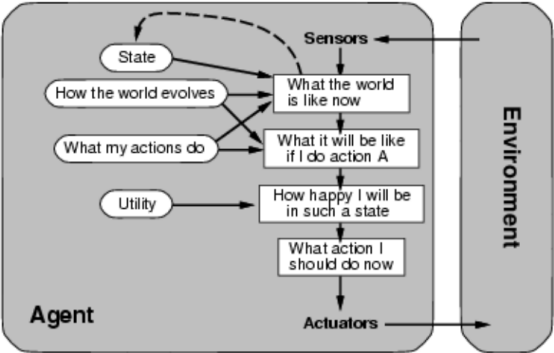 Sensors
State
What the world
is like now
How the world evolves
What it will be like
if I do action A
What my actions do
How happy I will be
in such a state
Utility
What action I
should do now
Agent
Actuators
Environment